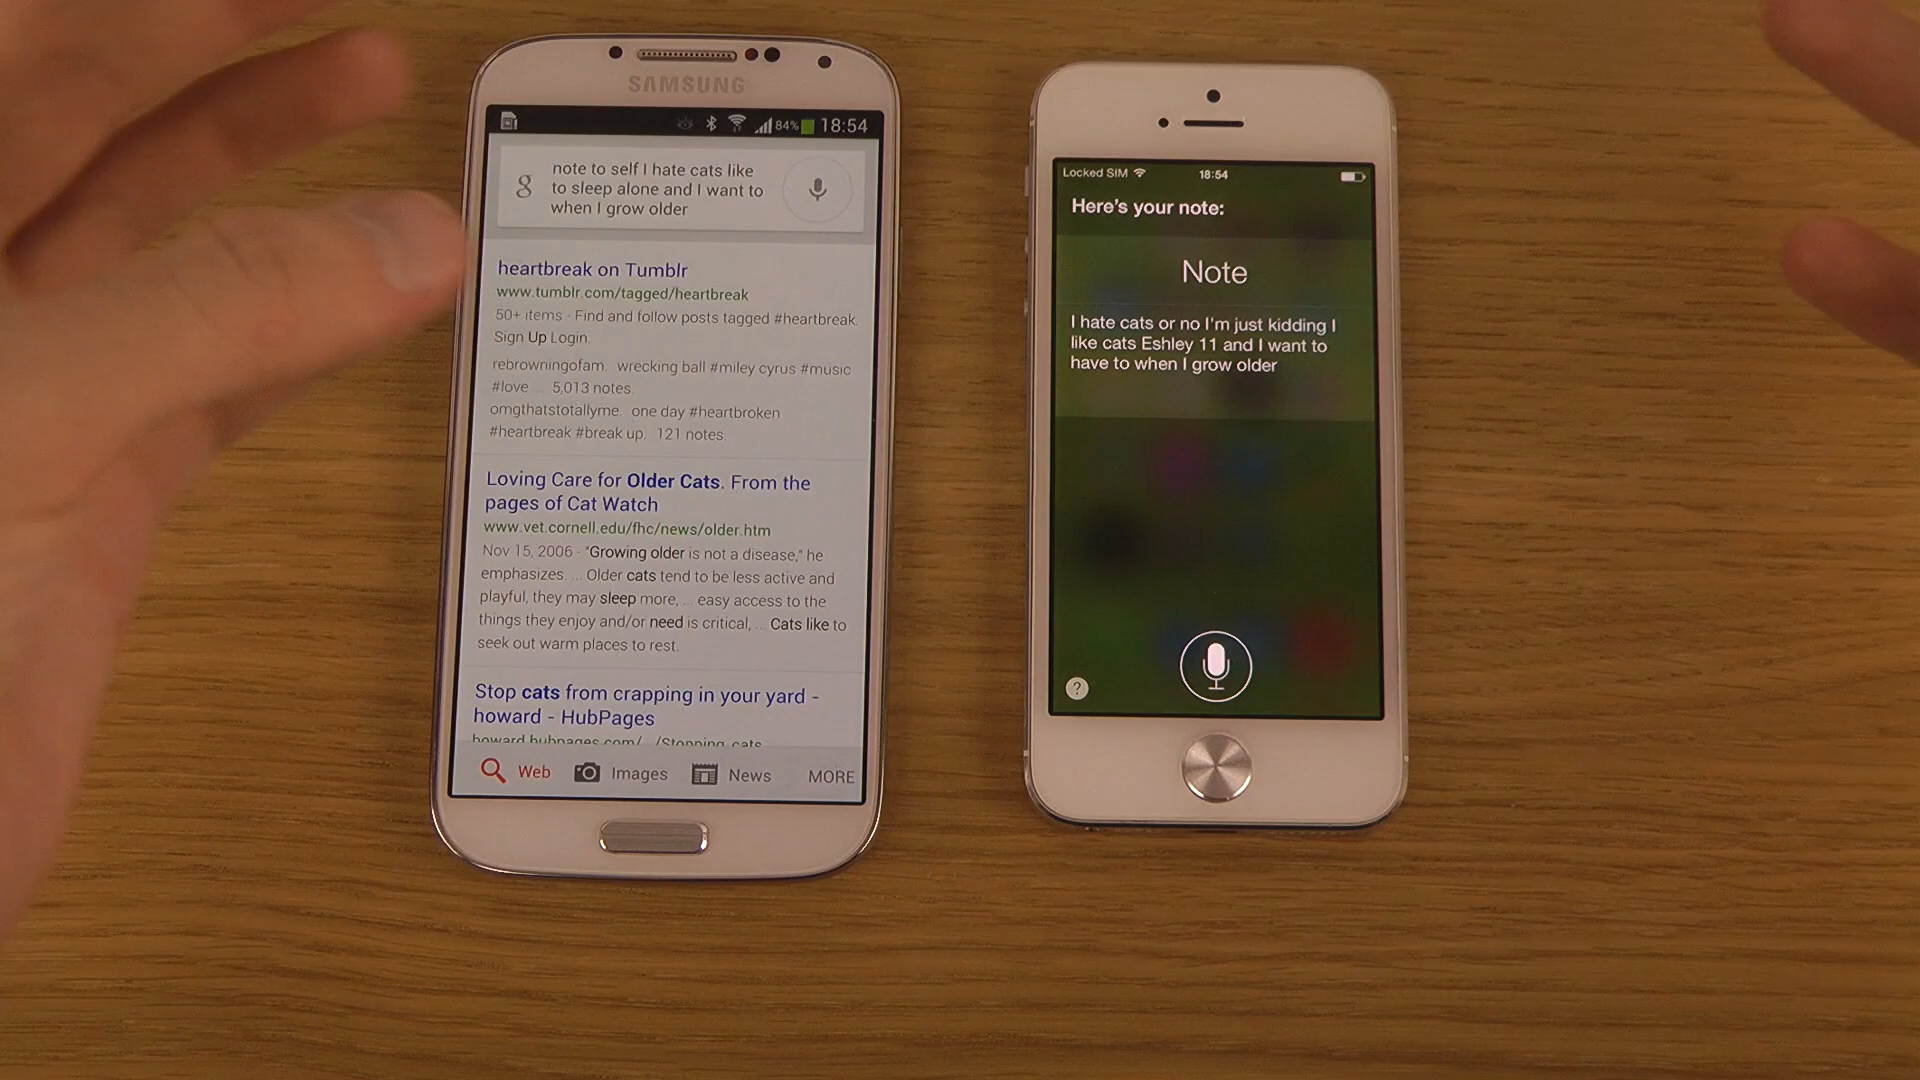 SAMSUNG
84% 18:54
g
note to self I hate cats like
to sleep alone and I want to
when I grow older
heartbreak on Tumblr
www.tumblr.com/tagged/heartbreak
50+ items - Find and follow posts tagged #heartbreak.
Sign Up Login.
rebrowningofam. wrecking ball #miley cyrus #music
#love ... 5,013 notes.
omgthatstotallyme. one day #heartbroken
#heartbreak #break up. 121 notes.
Loving Care for Older Cats. From the
pages of Cat Watch
www.vet.cornell.edu/fhc/news/older.htm
Nov 15, 2006 - "Growing older is not a disease," he
emphasizes. ... Older cats tend to be less active and
playful, they may sleep more, ... easy access to the
things they enjoy and/or need is critical, ... Cats like to
seek out warm places to rest.
Stop cats from crapping in your yard -
howard - HubPages
howard.hubpages.com/.../Stopping-cats...
Web Images News MORE
Locked SIM 18:54
Here's your note:
Note
I hate cats or no I'm just kidding I
like cats Eshley 11 and I want to
have to when I grow older
?